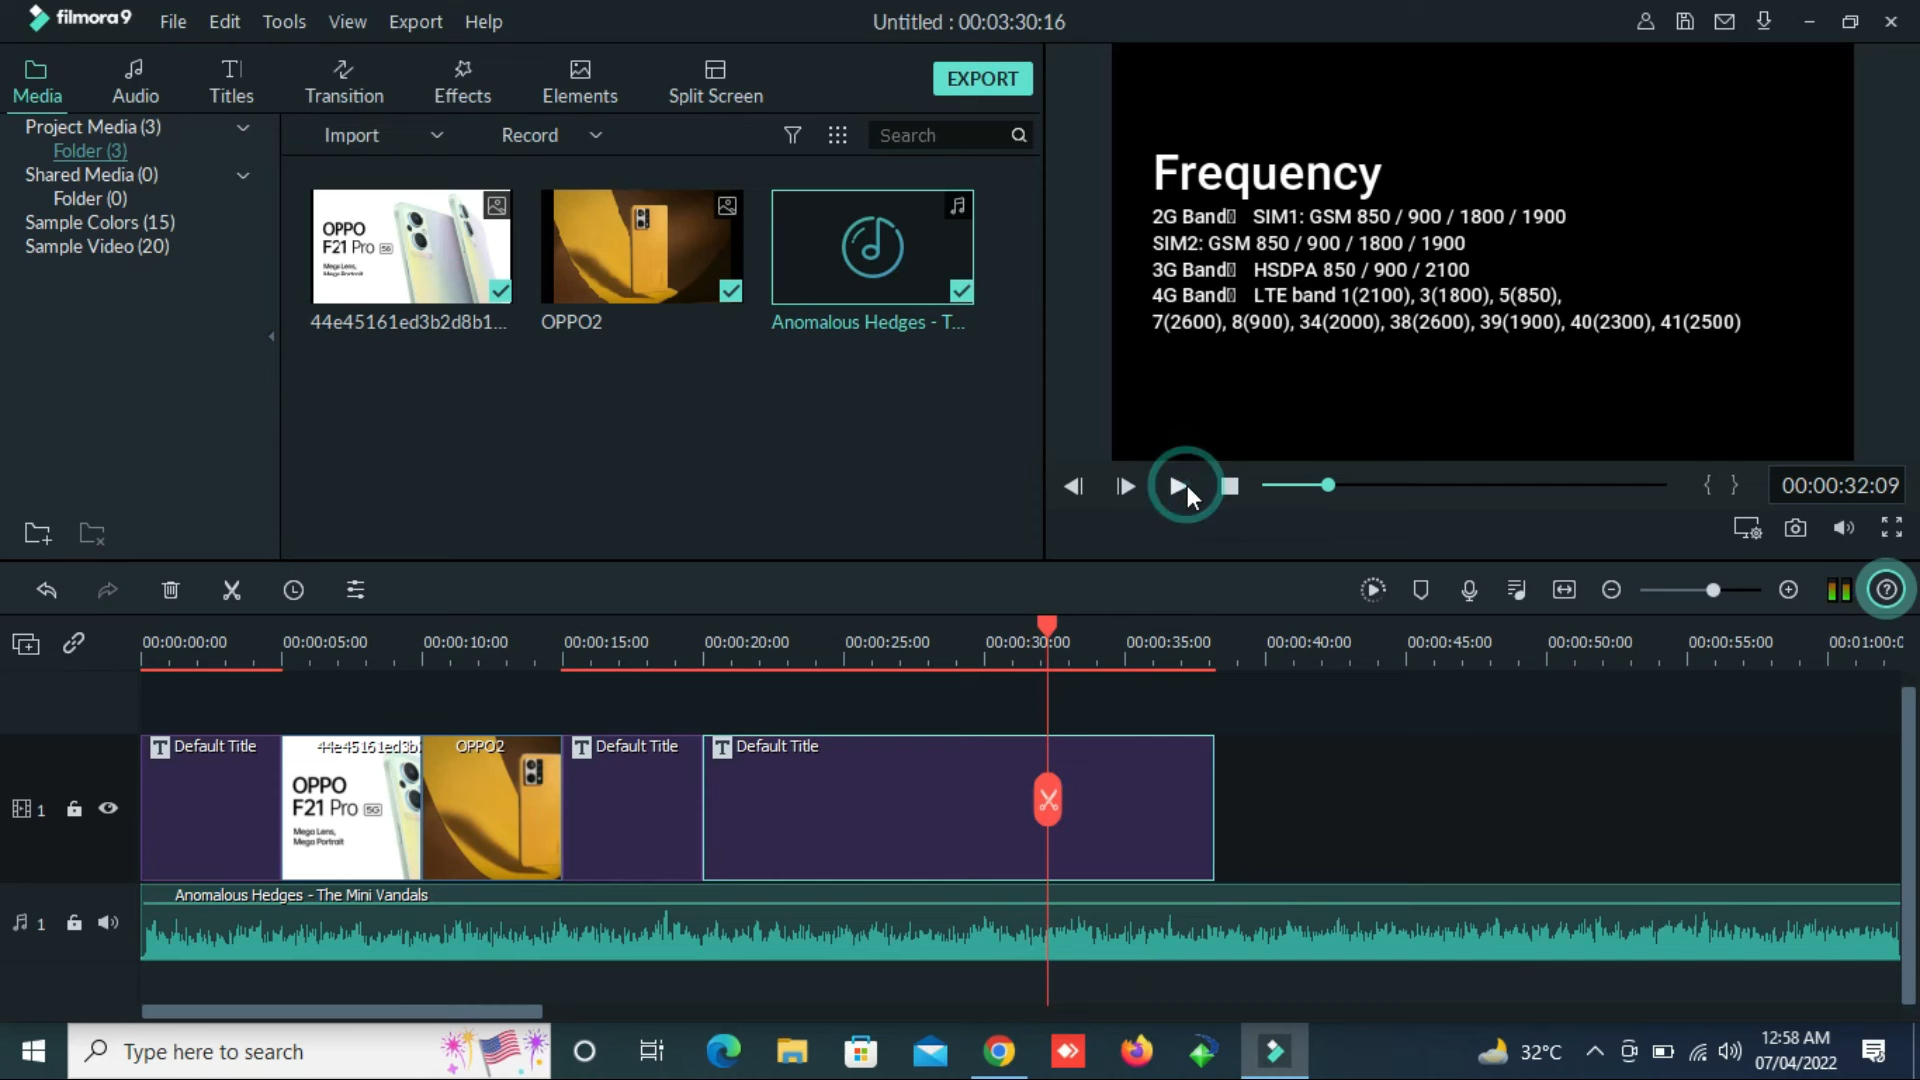 filmora9
File Edit Tools View Export Help
Untitled : 00:03:30:16
Media Audio Titles Transition Effects Elements Split Screen
EXPORT
Project Media (3)
Folder (3)
Shared Media (0)
Folder (0)
Sample Colors (15)
Sample Video (20)
Import Record Search
OPPO
F21 Pro 5G
Mega Lens,
Mega Portrait
44e45161ed3b2d8b1... OPPO2 Anomalous Hedges - T...
Frequency
2G Band▯ SIM1: GSM 850 / 900 / 1800 / 1900
SIM2: GSM 850 / 900 / 1800 / 1900
3G Band▯ HSDPA 850 / 900 / 2100
4G Band▯ LTE band 1(2100), 3(1800), 5(850),
7(2600), 8(900), 34(2000), 38(2600), 39(1900), 40(2300), 41(2500)
00:00:32:09
00:00:00:00 00:00:05:00 00:00:10:00 00:00:15:00 00:00:20:00 00:00:25:00 00:00:30:00 00:00:35:00 00:00:40:00 00:00:45:00 00:00:50:00 00:00:55:00 00:01:00:0
Default Title 44e45161ed3b OPPO2 Default Title Default Title
OPPO
F21 Pro 5G
Mega Lens,
Mega Portrait
1
Anomalous Hedges - The Mini Vandals
1
Type here to search
32°C
12:58 AM
07/04/2022